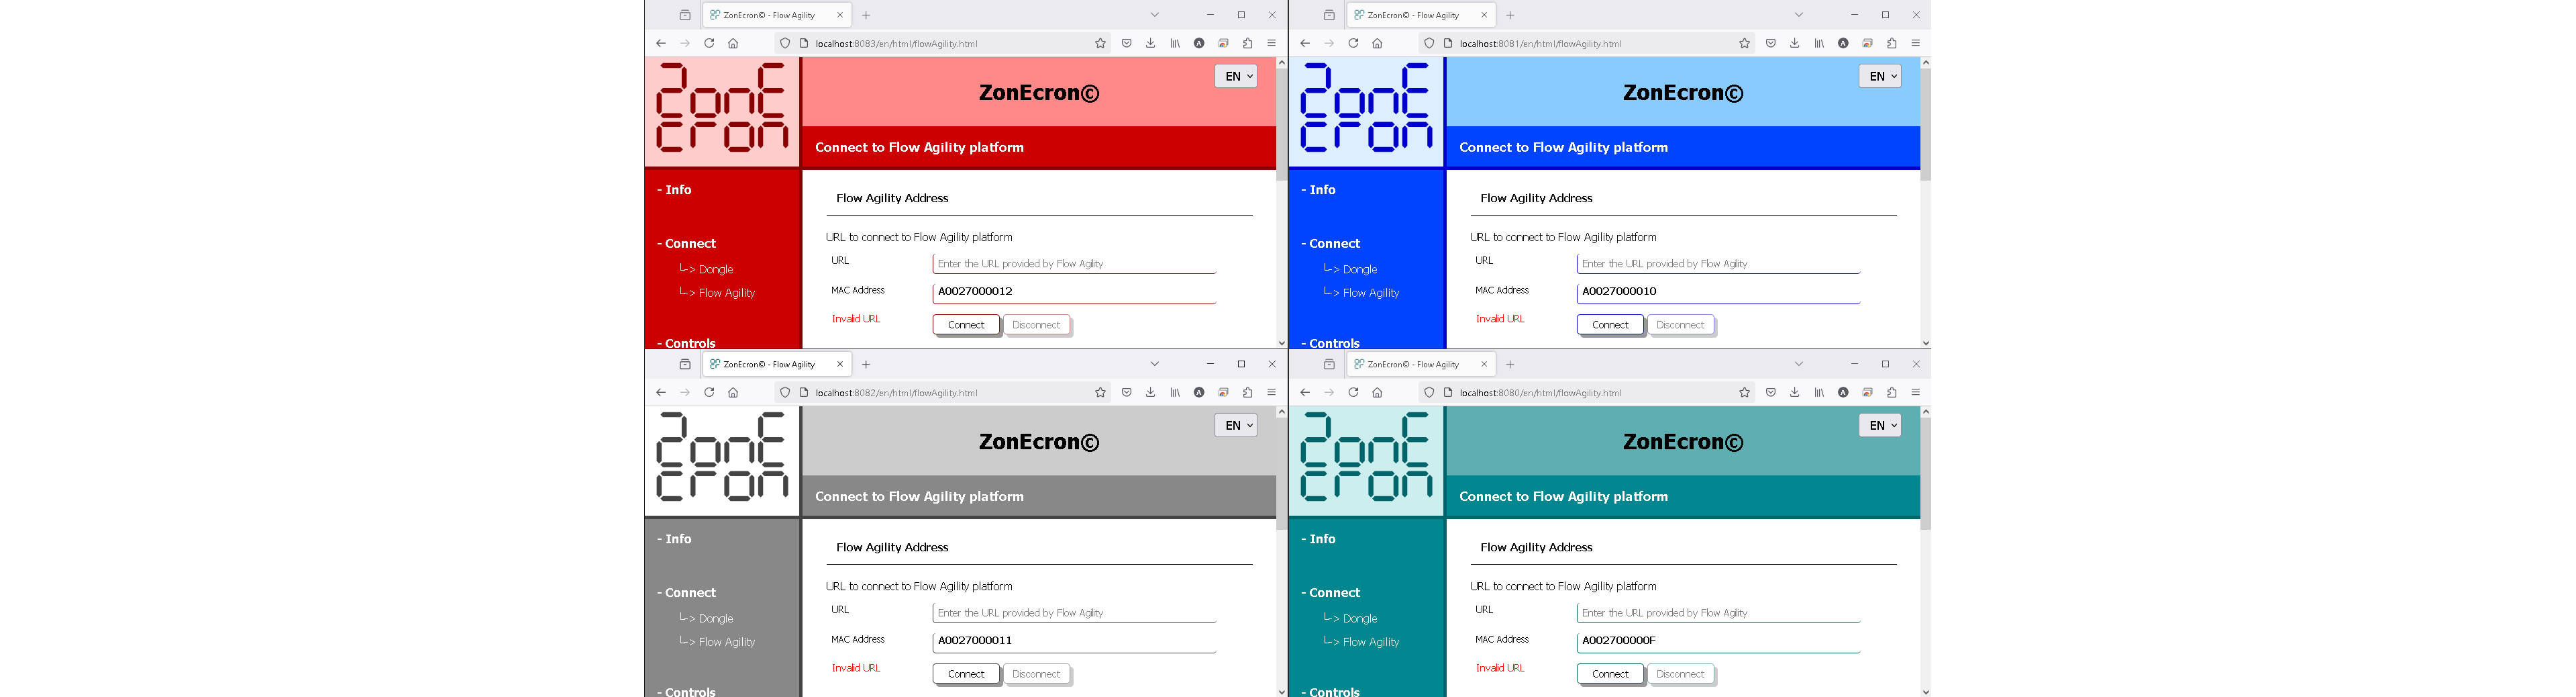 ZonEcron© - Flow Agility
localhost:8083/en/html/flowAgility.html
ZonE
cron
ZonEcron©
EN
Connect to Flow Agility platform
- Info
- Connect
> Dongle
> Flow Agility
- Controls
Flow Agility Address
URL to connect to Flow Agility platform
URL
Enter the URL provided by Flow Agility
MAC Address
A0027000012
Invalid URL
Connect
Disconnect
ZonEcron© - Flow Agility
localhost:8081/en/html/flowAgility.html
ZonE
cron
ZonEcron©
EN
Connect to Flow Agility platform
- Info
- Connect
> Dongle
> Flow Agility
- Controls
Flow Agility Address
URL to connect to Flow Agility platform
URL
Enter the URL provided by Flow Agility
MAC Address
A0027000010
Invalid URL
Connect
Disconnect
ZonEcron© - Flow Agility
localhost:8082/en/html/flowAgility.html
ZonE
cron
ZonEcron©
EN
Connect to Flow Agility platform
- Info
- Connect
> Dongle
> Flow Agility
- Controls
Flow Agility Address
URL to connect to Flow Agility platform
URL
Enter the URL provided by Flow Agility
MAC Address
A0027000011
Invalid URL
Connect
Disconnect
ZonEcron© - Flow Agility
localhost:8080/en/html/flowAgility.html
ZonE
cron
ZonEcron©
EN
Connect to Flow Agility platform
- Info
- Connect
> Dongle
> Flow Agility
- Controls
Flow Agility Address
URL to connect to Flow Agility platform
URL
Enter the URL provided by Flow Agility
MAC Address
A002700000F
Invalid URL
Connect
Disconnect